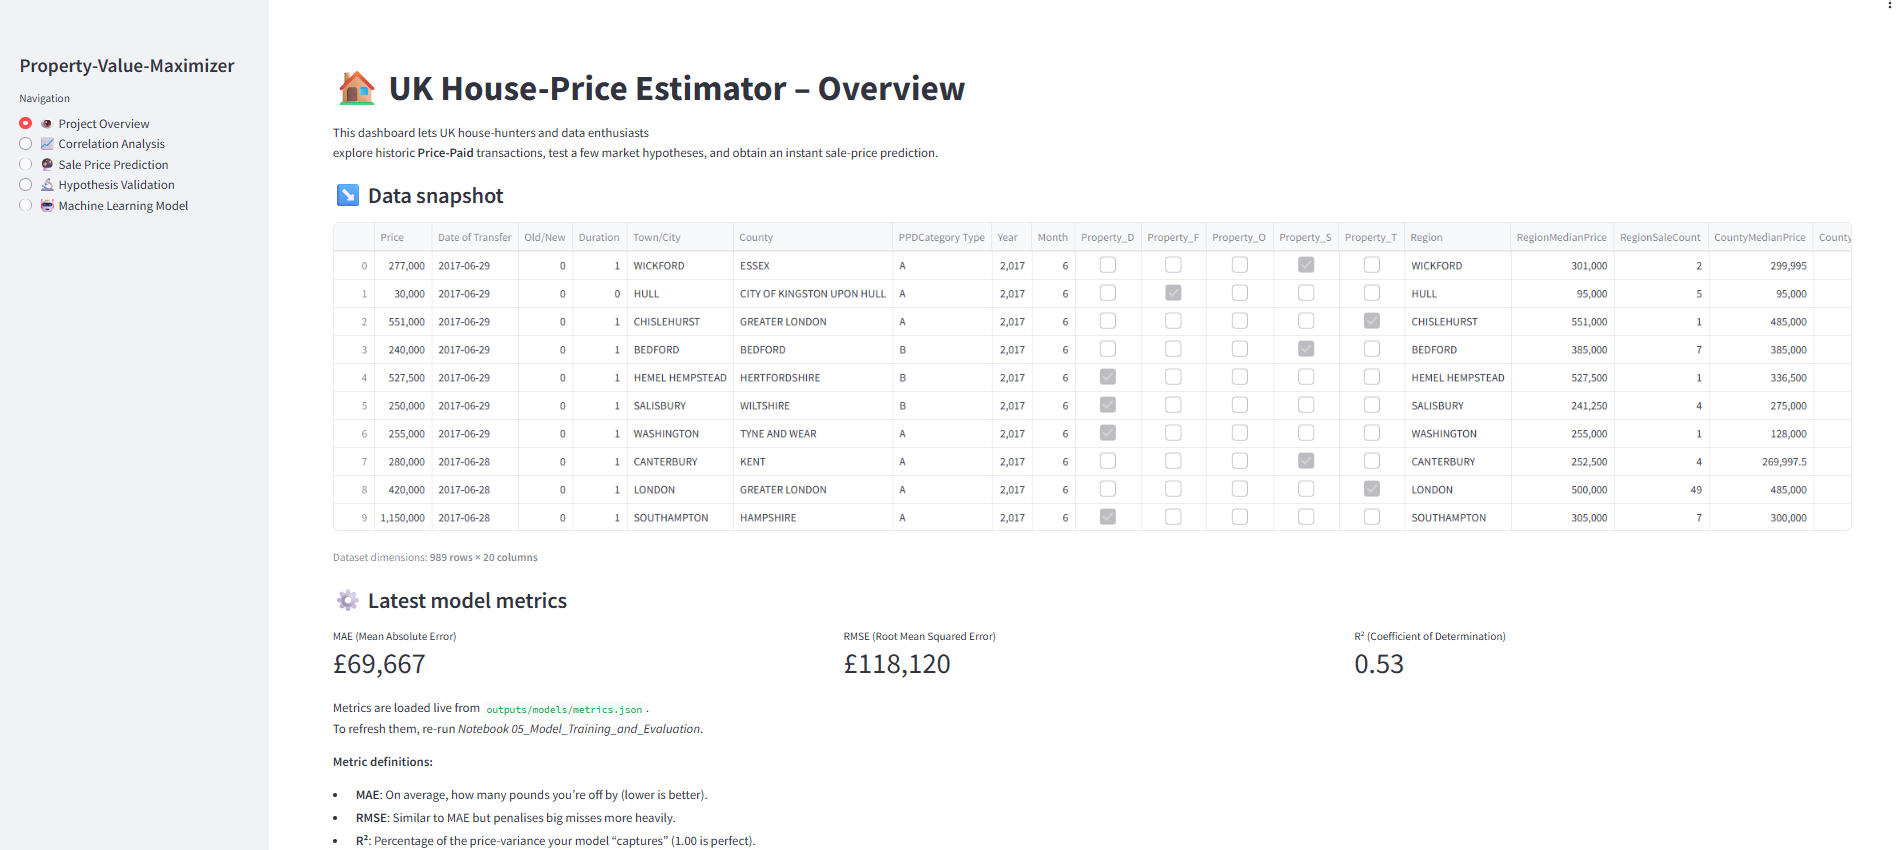 Property-Value-Maximizer
Navigation
Project Overview
Correlation Analysis
Sale Price Prediction
Hypothesis Validation
Machine Learning Model
UK House-Price Estimator – Overview
This dashboard lets UK house-hunters and data enthusiasts
explore historic Price-Paid transactions, test a few market hypotheses, and obtain an instant sale-price prediction.
Data snapshot
Price Date of Transfer Old/New Duration Town/City County PPDCategory Type Year Month Property_D Property_F Property_O Property_S Property_T Region RegionMedianPrice RegionSaleCount CountyMedianPrice County
0 277,000 2017-06-29 0 1 WICKFORD ESSEX A 2,017 6 WICKFORD 301,000 2 299,995
1 30,000 2017-06-29 0 0 HULL CITY OF KINGSTON UPON HULL A 2,017 6 HULL 95,000 5 95,000
2 551,000 2017-06-29 0 1 CHISLEHURST GREATER LONDON A 2,017 6 CHISLEHURST 551,000 1 485,000
3 240,000 2017-06-29 0 1 BEDFORD BEDFORD B 2,017 6 BEDFORD 385,000 7 385,000
4 527,500 2017-06-29 0 1 HEMEL HEMPSTEAD HERTFORDSHIRE B 2,017 6 HEMEL HEMPSTEAD 527,500 1 336,500
5 250,000 2017-06-29 0 1 SALISBURY WILTSHIRE B 2,017 6 SALISBURY 241,250 4 275,000
6 255,000 2017-06-29 0 1 WASHINGTON TYNE AND WEAR A 2,017 6 WASHINGTON 255,000 1 128,000
7 280,000 2017-06-28 0 1 CANTERBURY KENT A 2,017 6 CANTERBURY 252,500 4 269,997.5
8 420,000 2017-06-28 0 1 LONDON GREATER LONDON A 2,017 6 LONDON 500,000 49 485,000
9 1,150,000 2017-06-28 0 1 SOUTHAMPTON HAMPSHIRE A 2,017 6 SOUTHAMPTON 305,000 7 300,000
Dataset dimensions: 989 rows × 20 columns
Latest model metrics
MAE (Mean Absolute Error) RMSE (Root Mean Squared Error) R² (Coefficient of Determination)
£69,667 £118,120 0.53
Metrics are loaded live from outputs/models/metrics.json .
To refresh them, re-run Notebook 05_Model_Training_and_Evaluation.
Metric definitions:
• MAE: On average, how many pounds you're off by (lower is better).
• RMSE: Similar to MAE but penalises big misses more heavily.
• R²: Percentage of the price-variance your model “captures” (1.00 is perfect).